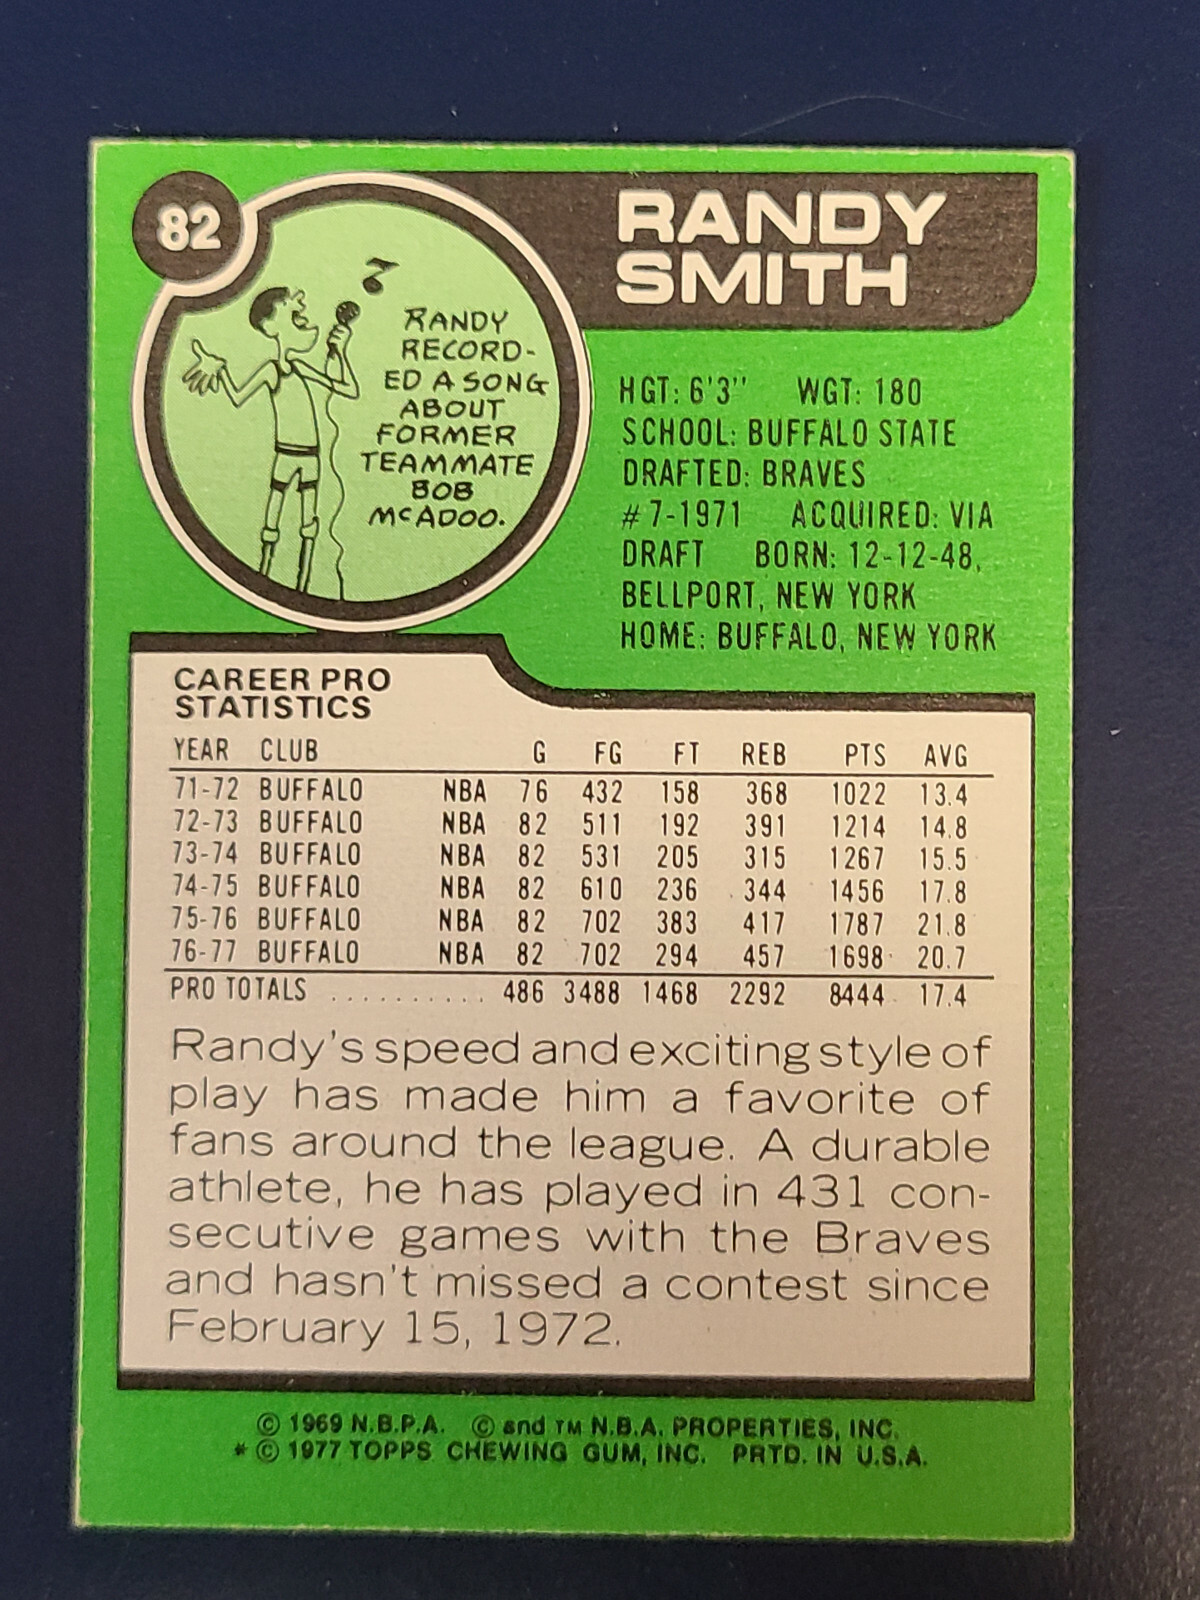 82
RANDY
SMITH
RANDY
RECORD-
ED A SONG
ABOUT
FORMER
TEAMMATE
BOB
McADOO.
HGT: 6'3" WGT: 180
SCHOOL: BUFFALO STATE
DRAFTED: BRAVES
#7-1971 ACQUIRED: VIA
DRAFT BORN: 12-12-48,
BELLPORT, NEW YORK
HOME: BUFFALO, NEW YORK
CAREER PRO
STATISTICS
YEAR CLUB G FG FT REB PTS AVG
71-72 BUFFALO NBA 76 432 158 368 1022 13.4
72-73 BUFFALO NBA 82 511 192 391 1214 14.8
73-74 BUFFALO NBA 82 531 205 315 1267 15.5
74-75 BUFFALO NBA 82 610 236 344 1456 17.8
75-76 BUFFALO NBA 82 702 383 417 1787 21.8
76-77 BUFFALO NBA 82 702 294 457 1698 20.7
PRO TOTALS .......... 486 3488 1468 2292 8444 17.4
Randy's speed and exciting style of
play has made him a favorite of
fans around the league. A durable
athlete, he has played in 431 con-
secutive games with the Braves
and hasn't missed a contest since
February 15, 1972.
© 1969 N.B.P.A. © and TM N.B.A. PROPERTIES, INC.
* © 1977 TOPPS CHEWING GUM, INC. PRTD. IN U.S.A.